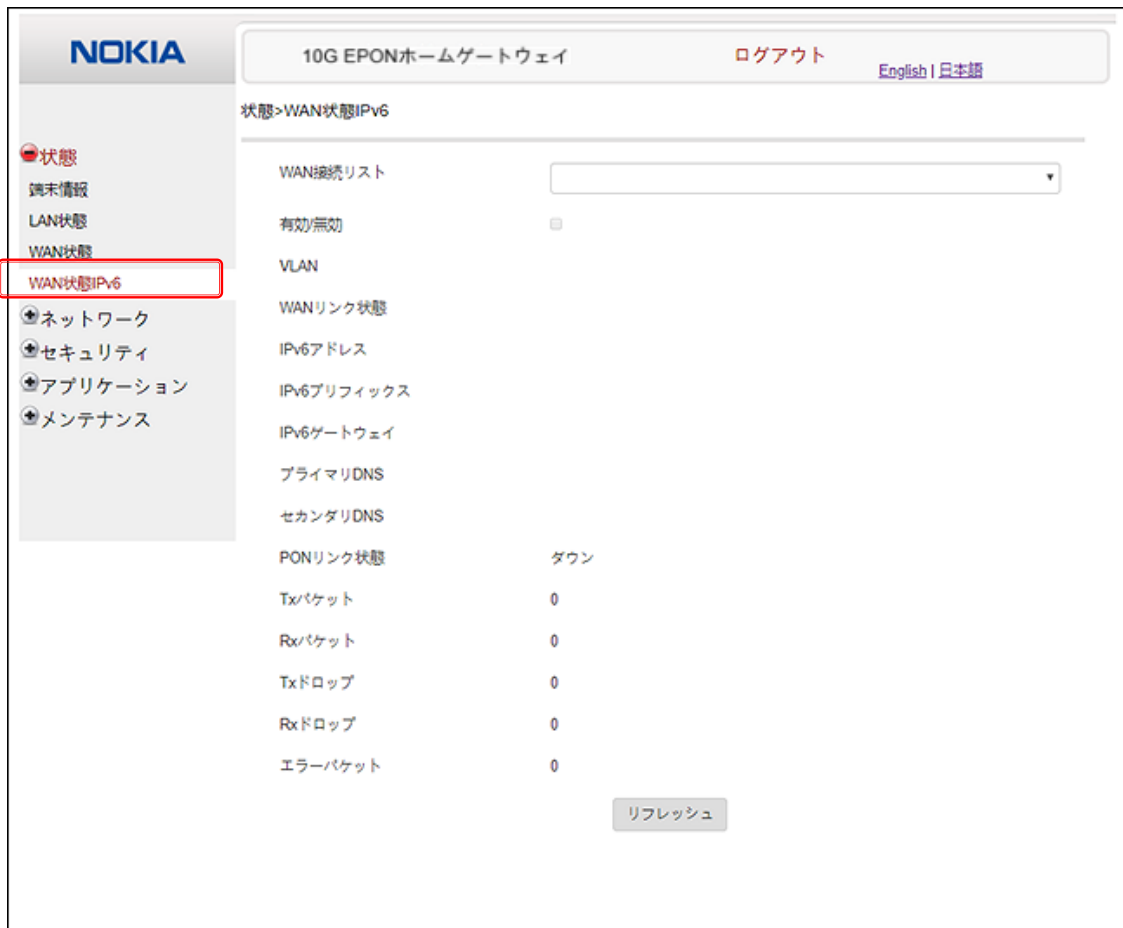 NOKIA
10G EPONホームゲートウェイ
ログアウト
English | 日本語
状態>WAN状態IPv6
状態
端末情報
LAN状態
WAN状態
WAN状態IPv6
ネットワーク
セキュリティ
アプリケーション
メンテナンス
WAN接続リスト
有効/無効
VLAN
WANリンク状態
IPv6アドレス
IPv6プリフィックス
IPv6ゲートウェイ
プライマリDNS
セカンダリDNS
PONリンク状態 ダウン
Txパケット 0
Rxパケット 0
Txドロップ 0
Rxドロップ 0
エラーパケット 0
リフレッシュ